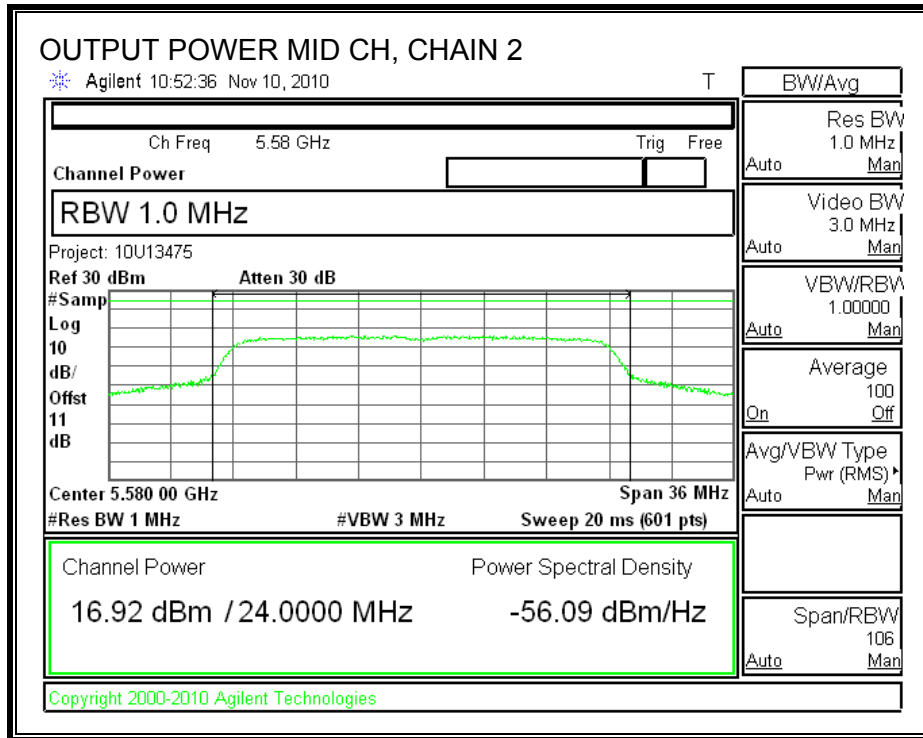 OUTPUT POWER MID CH, CHAIN 2
Agilent 10:52:36 Nov 10, 2010 T
BW/Avg
Ch Freq 5.58 GHz Trig Free
Channel Power
RBW 1.0 MHz
Project: 10U13475
Ref 30 dBm Atten 30 dB
#Samp
Log
10
dB/
Offst
11
dB
Center 5.580 00 GHz Span 36 MHz
#Res BW 1 MHz #VBW 3 MHz Sweep 20 ms (601 pts)
Channel Power Power Spectral Density
16.92 dBm / 24.0000 MHz -56.09 dBm/Hz
Copyright 2000-2010 Agilent Technologies
Res BW
1.0 MHz
Auto Man
Video BW
3.0 MHz
Auto Man
VBW/RBW
1.00000
Auto Man
Average
100
On Off
Avg/VBW Type
Pwr (RMS)
Auto Man
Span/RBW
106
Auto Man